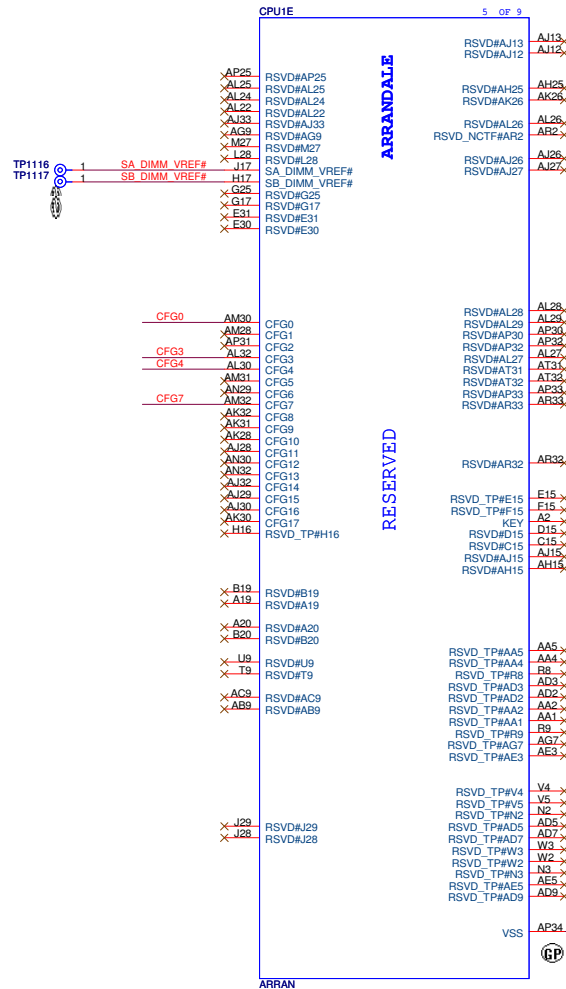 CPU1E
5 OF 9
ARRANDALE
RESERVED
AP25 RSVD#AP25
AL25 RSVD#AL25
AL24 RSVD#AL24
AL22 RSVD#AL22
AJ33 RSVD#AJ33
AG9 RSVD#AG9
M27 RSVD#M27
L28 RSVD#L28
TP1116 1 SA_DIMM_VREF# J17 SA_DIMM_VREF#
TP1117 1 SB_DIMM_VREF# H17 SB_DIMM_VREF#
G25 RSVD#G25
G17 RSVD#G17
E31 RSVD#E31
E30 RSVD#E30
CFG0 AM30 CFG0
AM28 CFG1
AP31 CFG2
CFG3 AL32 CFG3
CFG4 AL30 CFG4
AM31 CFG5
AN29 CFG6
CFG7 AM32 CFG7
AK32 CFG8
AK31 CFG9
AK28 CFG10
AJ28 CFG11
AN30 CFG12
AN32 CFG13
AJ32 CFG14
AJ29 CFG15
AJ30 CFG16
AK30 CFG17
H16 RSVD_TP#H16
B19 RSVD#B19
A19 RSVD#A19
A20 RSVD#A20
B20 RSVD#B20
U9 RSVD#U9
T9 RSVD#T9
AC9 RSVD#AC9
AB9 RSVD#AB9
J29 RSVD#J29
J28 RSVD#J28
RSVD#AJ13 AJ13
RSVD#AJ12 AJ12
RSVD#AH25 AH25
RSVD#AK26 AK26
RSVD#AL26 AL26
RSVD_NCTF#AR2 AR2
RSVD#AJ26 AJ26
RSVD#AJ27 AJ27
RSVD#AL28 AL28
RSVD#AL29 AL29
RSVD#AP30 AP30
RSVD#AP32 AP32
RSVD#AL27 AL27
RSVD#AT31 AT31
RSVD#AT32 AT32
RSVD#AP33 AP33
RSVD#AR33 AR33
RSVD#AR32 AR32
RSVD_TP#E15 E15
RSVD_TP#F15 F15
KEY A2
RSVD#D15 D15
RSVD#C15 C15
RSVD#AJ15 AJ15
RSVD#AH15 AH15
RSVD_TP#AA5 AA5
RSVD_TP#AA4 AA4
RSVD_TP#R8 R8
RSVD_TP#AD3 AD3
RSVD_TP#AD2 AD2
RSVD_TP#AA2 AA2
RSVD_TP#AA1 AA1
RSVD_TP#R9 R9
RSVD_TP#AG7 AG7
RSVD_TP#AE3 AE3
RSVD_TP#V4 V4
RSVD_TP#V5 V5
RSVD_TP#N2 N2
RSVD_TP#AD5 AD5
RSVD_TP#AD7 AD7
RSVD_TP#W3 W3
RSVD_TP#W2 W2
RSVD_TP#N3 N3
RSVD_TP#AE5 AE5
RSVD_TP#AD9 AD9
VSS AP34
GP
ARRAN